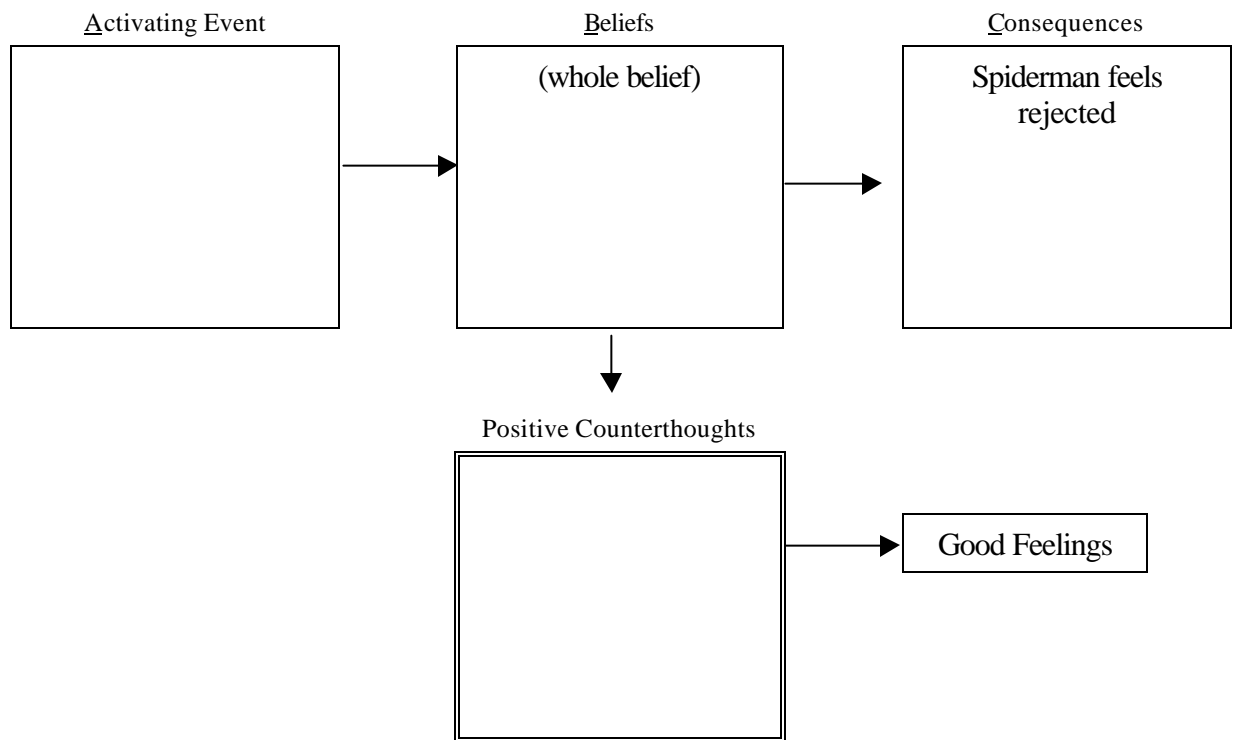 Activating Event
Beliefs
Consequences
(whole belief)
Spiderman feels
rejected
Positive Counterthoughts
Good Feelings